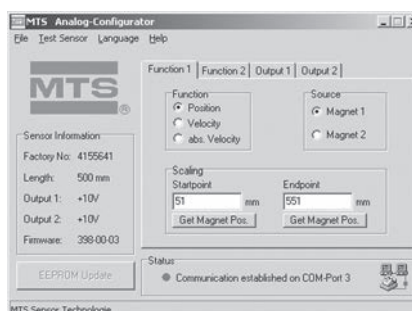 MTS Analog-Configurator
File Test Sensor Language Help
MTS
®
Sensor Information
Factory No: 4155641
Length: 500 mm
Output 1: +10V
Output 2: +10V
Firmware: 398-00-03
EEPROM Update
Function 1 Function 2 Output 1 Output 2
Function
Position
Velocity
abs. Velocity
Source
Magnet 1
Magnet 2
Scaling
Startpoint
51 mm
Get Magnet Pos.
Endpoint
551 mm
Get Magnet Pos.
Status
Communication established on COM-Port 3
MTS Sensor Technologie